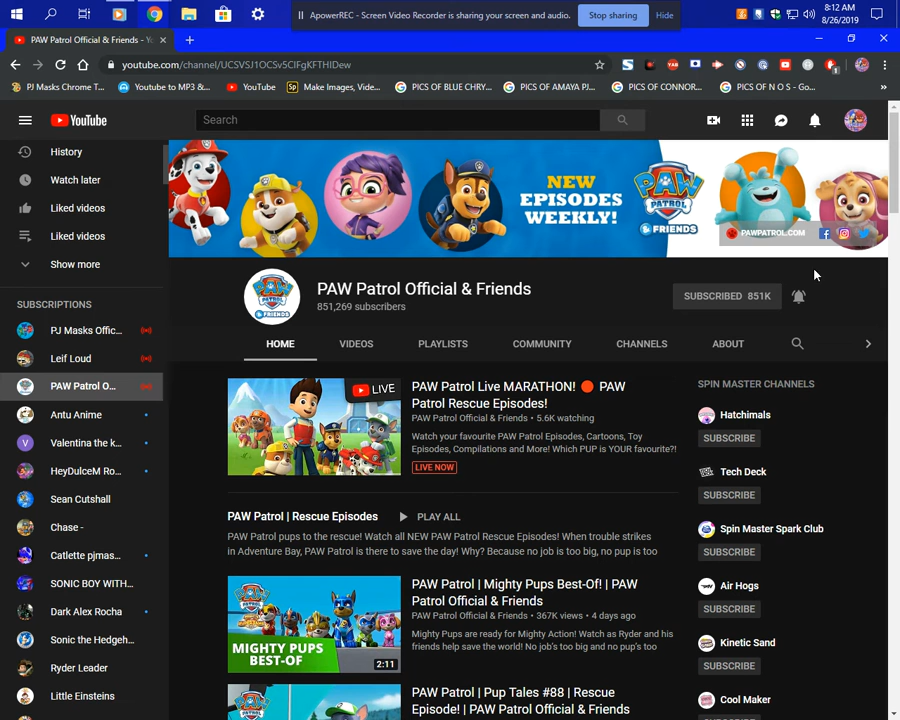 ApowerREC - Screen Video Recorder is sharing your screen and audio.
Stop sharing
Hide
8:12 AM
8/26/2019
PAW Patrol Official & Friends - Yo
youtube.com/channel/UCSVSJ1OCSv5CIFgKFTHIDew
PJ Masks Chrome T...
Youtube to MP3 &...
YouTube
Make Images, Vide...
PICS OF BLUE CHRY...
PICS OF AMAYA PJ...
PICS OF CONNOR...
PICS OF N O S - Go...
YouTube
Search
History
Watch later
Liked videos
Liked videos
Show more
SUBSCRIPTIONS
PJ Masks Offic...
Leif Loud
PAW Patrol O...
Antu Anime
Valentina the k...
HeyDulceM Ro...
Sean Cutshall
Chase -
Catlette pjmas...
SONIC BOY WITH...
Dark Alex Rocha
Sonic the Hedgeh...
Ryder Leader
Little Einsteins
NEW
EPISODES
WEEKLY!
PAW
PATROL
& FRIENDS
PAWPATROL.COM
PAW Patrol Official & Friends
851,269 subscribers
SUBSCRIBED 851K
HOME
VIDEOS
PLAYLISTS
COMMUNITY
CHANNELS
ABOUT
LIVE
PAW Patrol Live MARATHON! 🔴 PAW
Patrol Rescue Episodes!
PAW Patrol Official & Friends • 5.6K watching
Watch your favourite PAW Patrol Episodes, Cartoons, Toy
Episodes, Compilations and More! Which PUP is YOUR favourite?!
LIVE NOW
PAW Patrol | Rescue Episodes
PLAY ALL
PAW Patrol pups to the rescue! Watch all NEW PAW Patrol Rescue Episodes! When trouble strikes
in Adventure Bay, PAW Patrol is there to save the day! Why? Because no job is too big, no pup is too
MIGHTY PUPS
BEST-OF
2:11
PAW Patrol | Mighty Pups Best-Of! | PAW
Patrol Official & Friends
PAW Patrol Official & Friends • 367K views • 4 days ago
Mighty Pups are ready for Mighty Action! Watch as Ryder and his
friends help save the world! No job's too big and no pup's too
PAW Patrol | Pup Tales #88 | Rescue
Episode! | PAW Patrol Official & Friends
SPIN MASTER CHANNELS
Hatchimals
SUBSCRIBE
Tech Deck
SUBSCRIBE
Spin Master Spark Club
SUBSCRIBE
Air Hogs
SUBSCRIBE
Kinetic Sand
SUBSCRIBE
Cool Maker